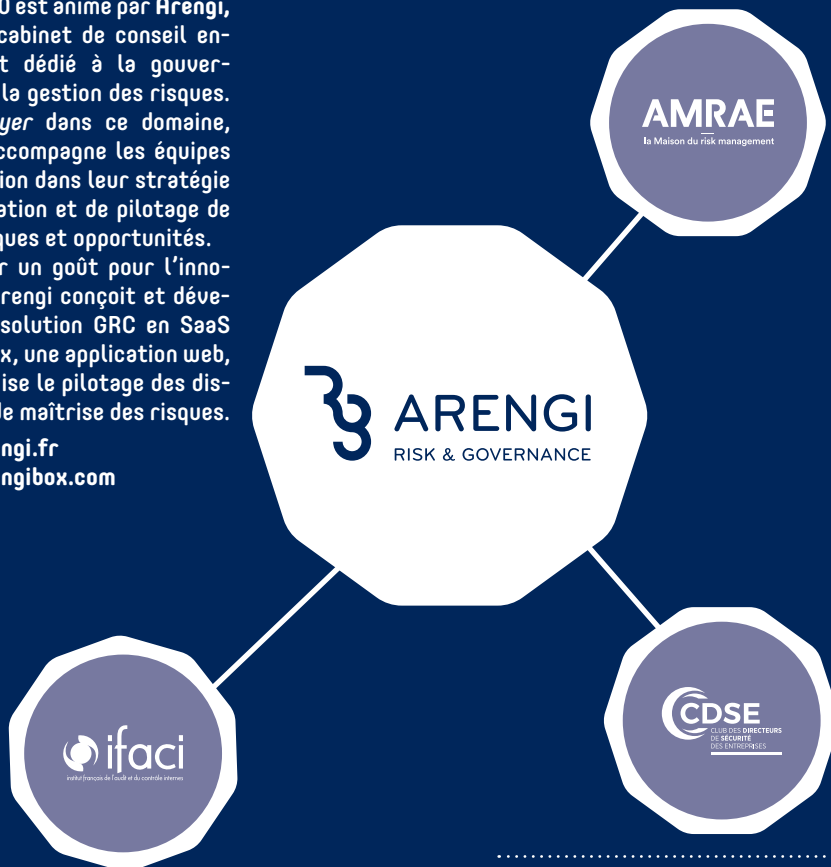 O est animé par Arengi,
cabinet de conseil en-
t dédié à la gouver-
la gestion des risques.
yer dans ce domaine,
ccompagne les équipes
ion dans leur stratégie
ation et de pilotage de
ques et opportunités.
r un goût pour l'inno-
rengi conçoit et déve-
solution GRC en SaaS
x, une application web,
ise le pilotage des dis-
de maîtrise des risques.
ngi.fr
ngibox.com
AMRAE
la Maison du risk management
ARENGI
RISK & GOVERNANCE
ifaci
institut français de l'audit et du contrôle internes
CDSE
CLUB DES DIRECTEURS
DE SÉCURITÉ
DES ENTREPRISES